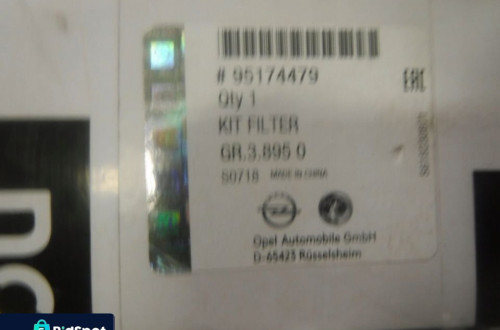 # 95174479
Qty 1
EAC
KIT FILTER
GR.3.895 0
S0718 MADE IN CHINA
Opel Automobile GmbH
D-65423 Rüsselsheim
BidSpot